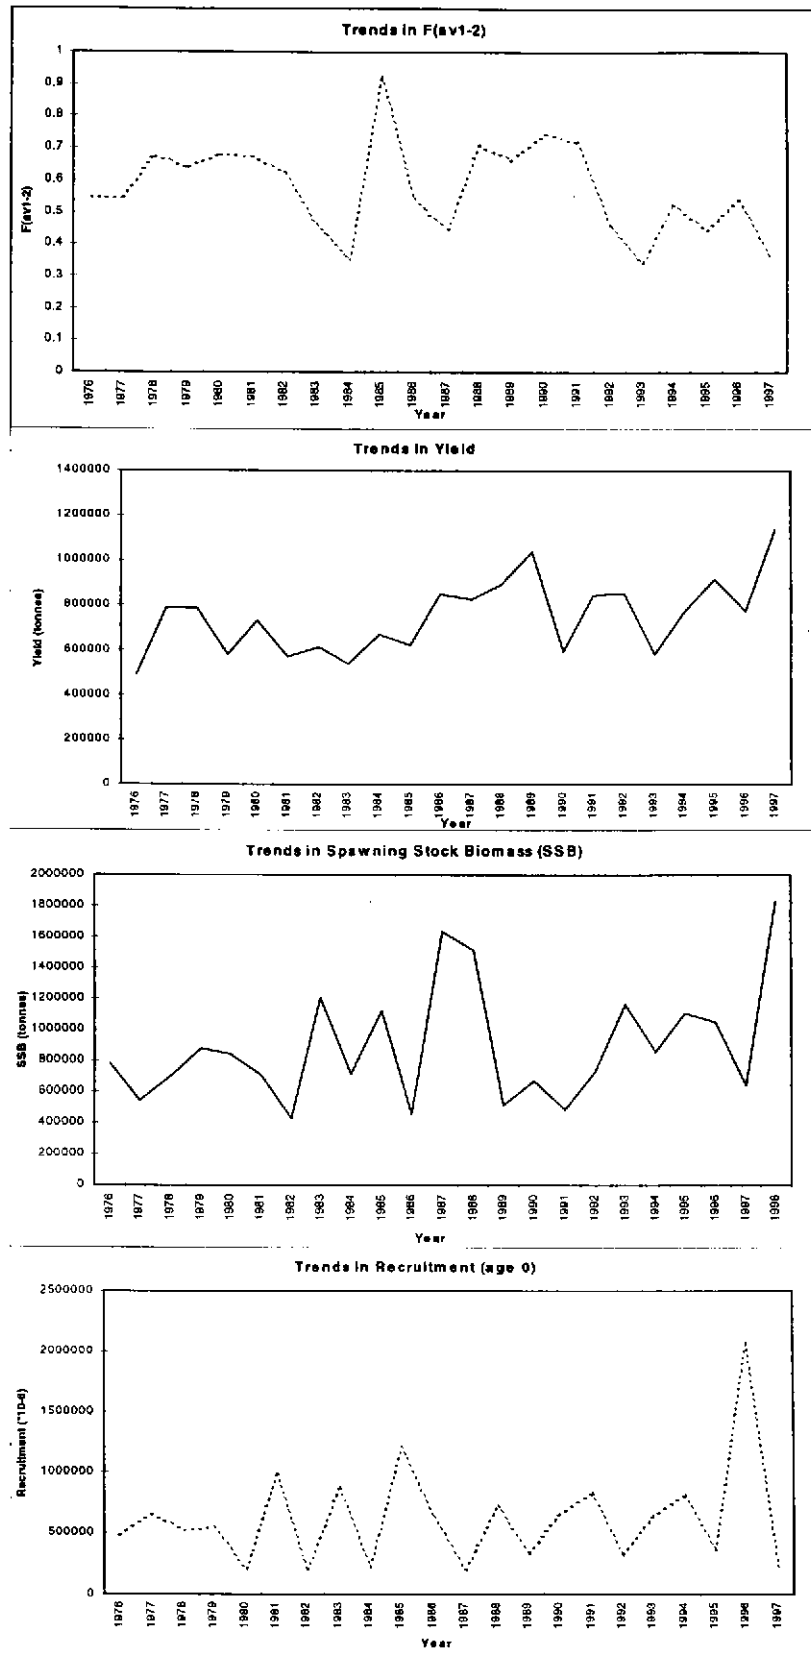 Trends in F(av1-2)
1
0.9
0.8
0.7
0.6
0.5
0.4
0.3
0.2
0.1
0
F(av1-2)
1976 1977 1978 1979 1980 1981 1982 1983 1984 1985 1986 1987 1988 1989 1990 1991 1992 1993 1994 1995 1996 1997
Year
Trends in Yield
1400000
1200000
1000000
800000
600000
400000
200000
0
Yield (tonnes)
1976 1977 1978 1979 1980 1981 1982 1983 1984 1985 1986 1987 1988 1989 1990 1991 1992 1993 1994 1995 1996 1997
Year
Trends in Spawning Stock Biomass (SSB)
2000000
1800000
1600000
1400000
1200000
1000000
800000
600000
400000
200000
0
SSB (tonnes)
1976 1977 1978 1979 1980 1981 1982 1983 1984 1985 1986 1987 1988 1989 1990 1991 1992 1993 1994 1995 1996 1997 1998
Year
Trends in Recruitment (age 0)
2500000
2000000
1500000
1000000
500000
0
Recruitment (*10-6)
1976 1977 1978 1979 1980 1981 1982 1983 1984 1985 1986 1987 1988 1989 1990 1991 1992 1993 1994 1995 1996 1997
Year